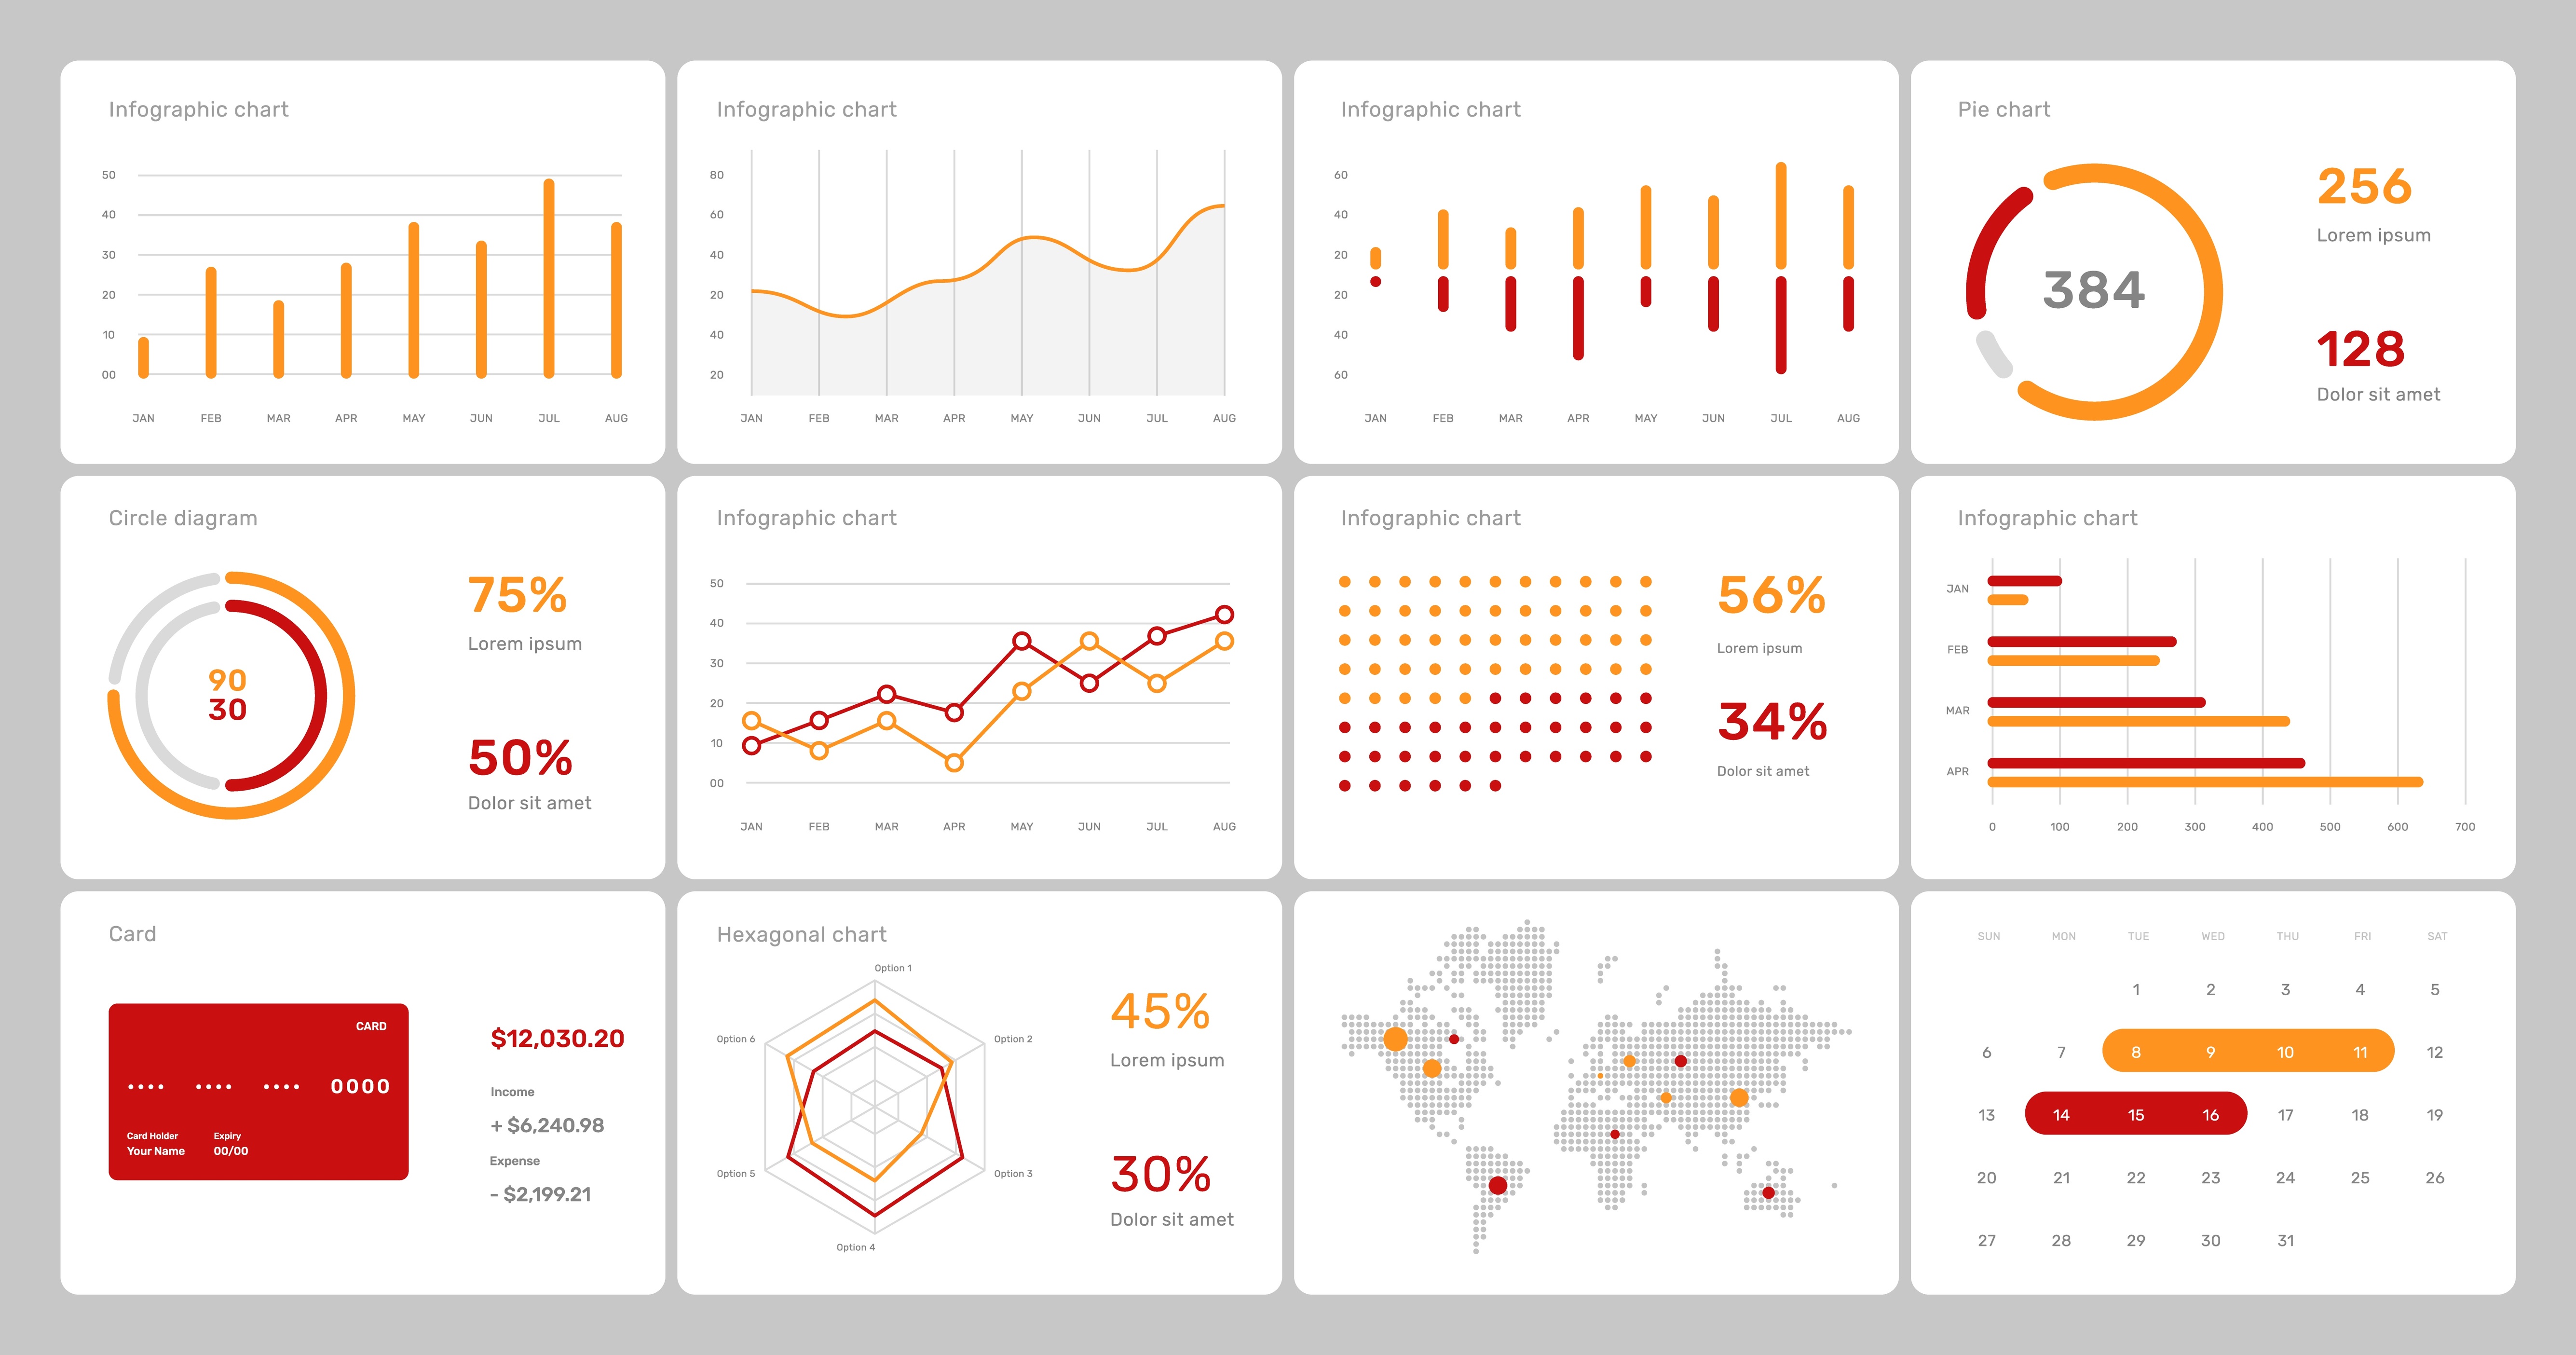 Infographic chart
50
40
30
20
10
00
JAN FEB MAR APR MAY JUN JUL AUG
Infographic chart
80
60
40
20
40
20
JAN FEB MAR APR MAY JUN JUL AUG
Infographic chart
60
40
20
20
40
60
JAN FEB MAR APR MAY JUN JUL AUG
Pie chart
384
256
Lorem ipsum
128
Dolor sit amet
Circle diagram
90
30
75%
Lorem ipsum
50%
Dolor sit amet
Infographic chart
50
40
30
20
10
00
JAN FEB MAR APR MAY JUN JUL AUG
Infographic chart
56%
Lorem ipsum
34%
Dolor sit amet
Infographic chart
JAN
FEB
MAR
APR
0 100 200 300 400 500 600 700
Card
CARD
•••• •••• •••• 0000
Card Holder Expiry
Your Name 00/00
$12,030.20
Income
+ $6,240.98
Expense
- $2,199.21
Hexagonal chart
Option 1
Option 6 Option 2
Option 5 Option 3
Option 4
45%
Lorem ipsum
30%
Dolor sit amet
SUN MON TUE WED THU FRI SAT
1 2 3 4 5
6 7 8 9 10 11 12
13 14 15 16 17 18 19
20 21 22 23 24 25 26
27 28 29 30 31